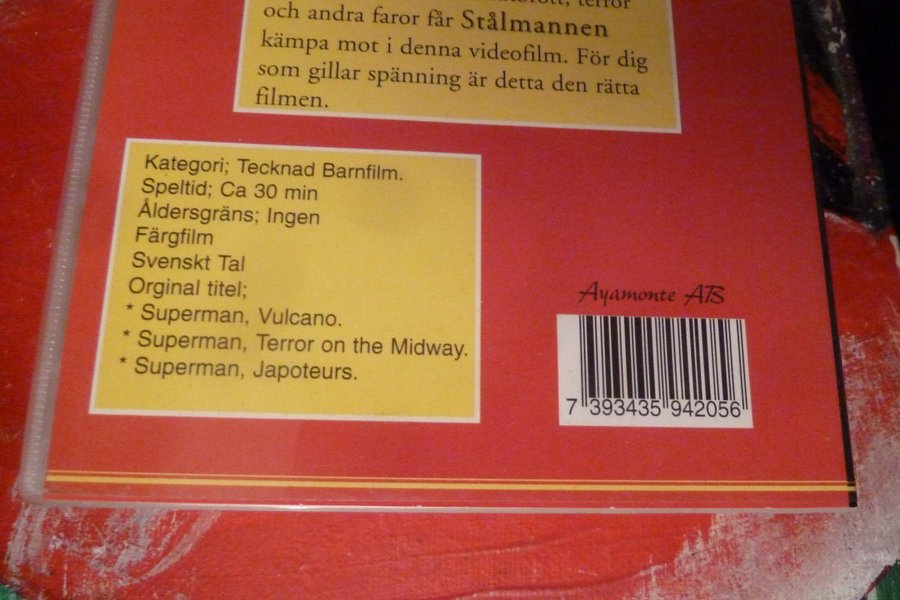 terror
och andra faror får Stålmannen
kämpa mot i denna videofilm. För dig
som gillar spänning är detta den rätta
filmen.
Kategori; Tecknad Barnfilm.
Speltid; Ca 30 min
Åldersgräns; Ingen
Färgfilm
Svenskt Tal
Orginal titel;
* Superman, Vulcano.
* Superman, Terror on the Midway.
* Superman, Japoteurs.
Ayamonte AB
7 393435 942056